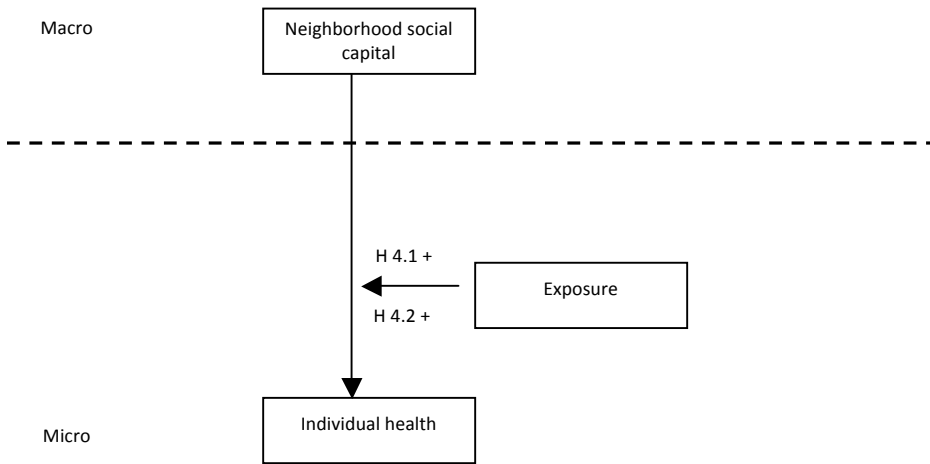 Macro
Neighborhood social
capital
H 4.1 +
Exposure
H 4.2 +
Individual health
Micro